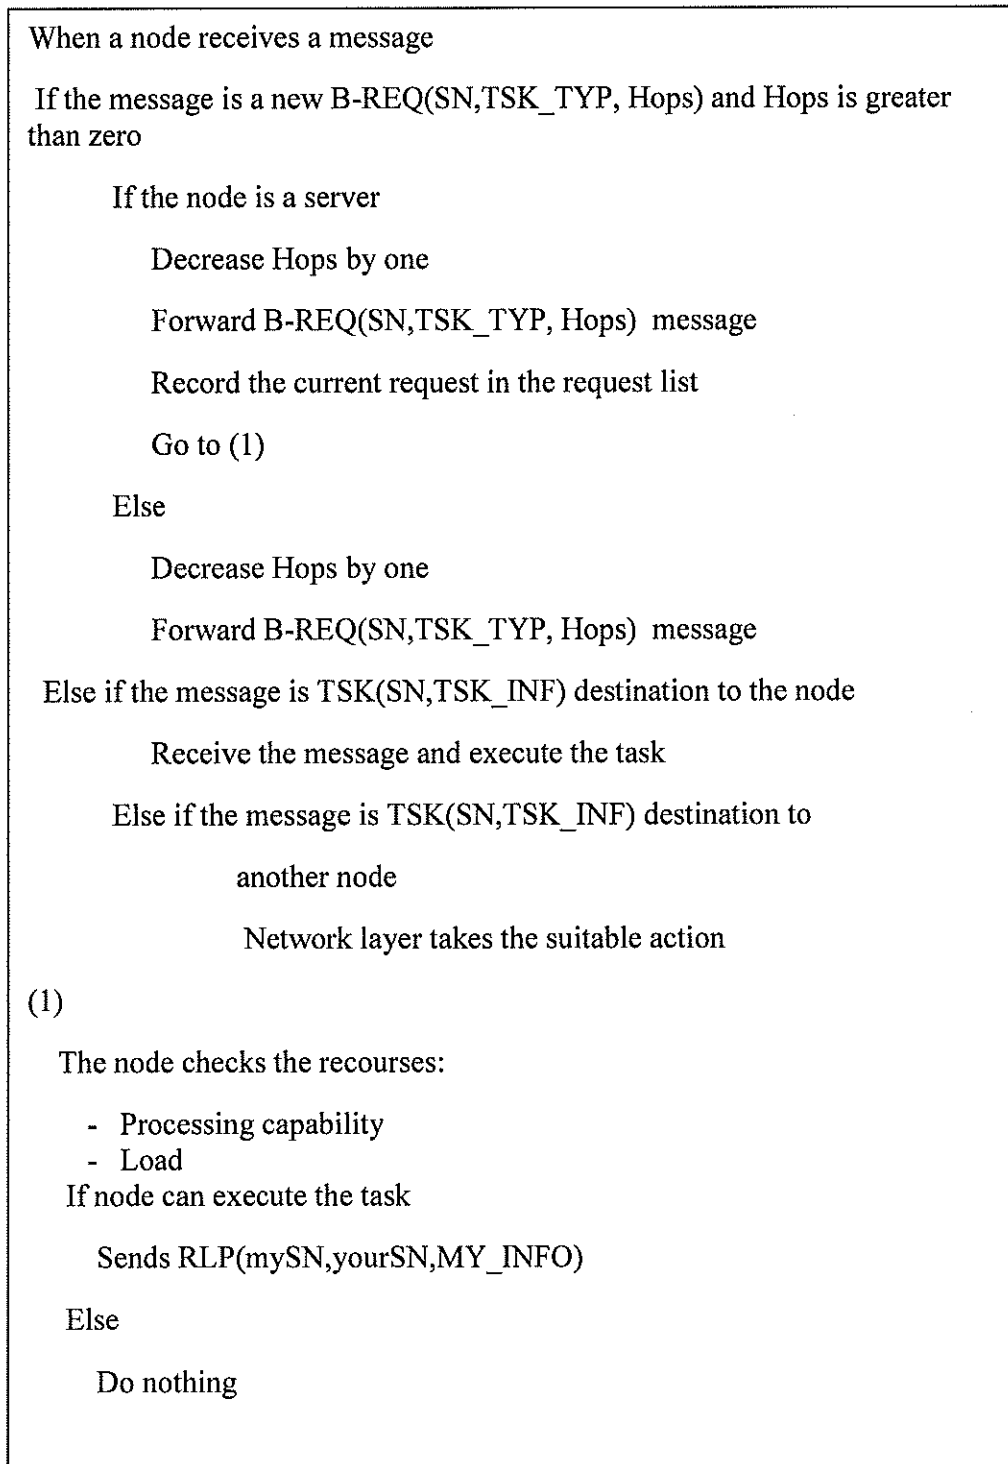 When a node receives a message
If the message is a new B-REQ(SN,TSK_TYP, Hops) and Hops is greater
than zero
If the node is a server
Decrease Hops by one
Forward B-REQ(SN,TSK_TYP, Hops) message
Record the current request in the request list
Go to (1)
Else
Decrease Hops by one
Forward B-REQ(SN,TSK_TYP, Hops) message
Else if the message is TSK(SN,TSK_INF) destination to the node
Receive the message and execute the task
Else if the message is TSK(SN,TSK_INF) destination to
another node
Network layer takes the suitable action
(1)
The node checks the recourses:
- Processing capability
- Load
If node can execute the task
Sends RLP(mySN,yourSN,MY_INFO)
Else
Do nothing